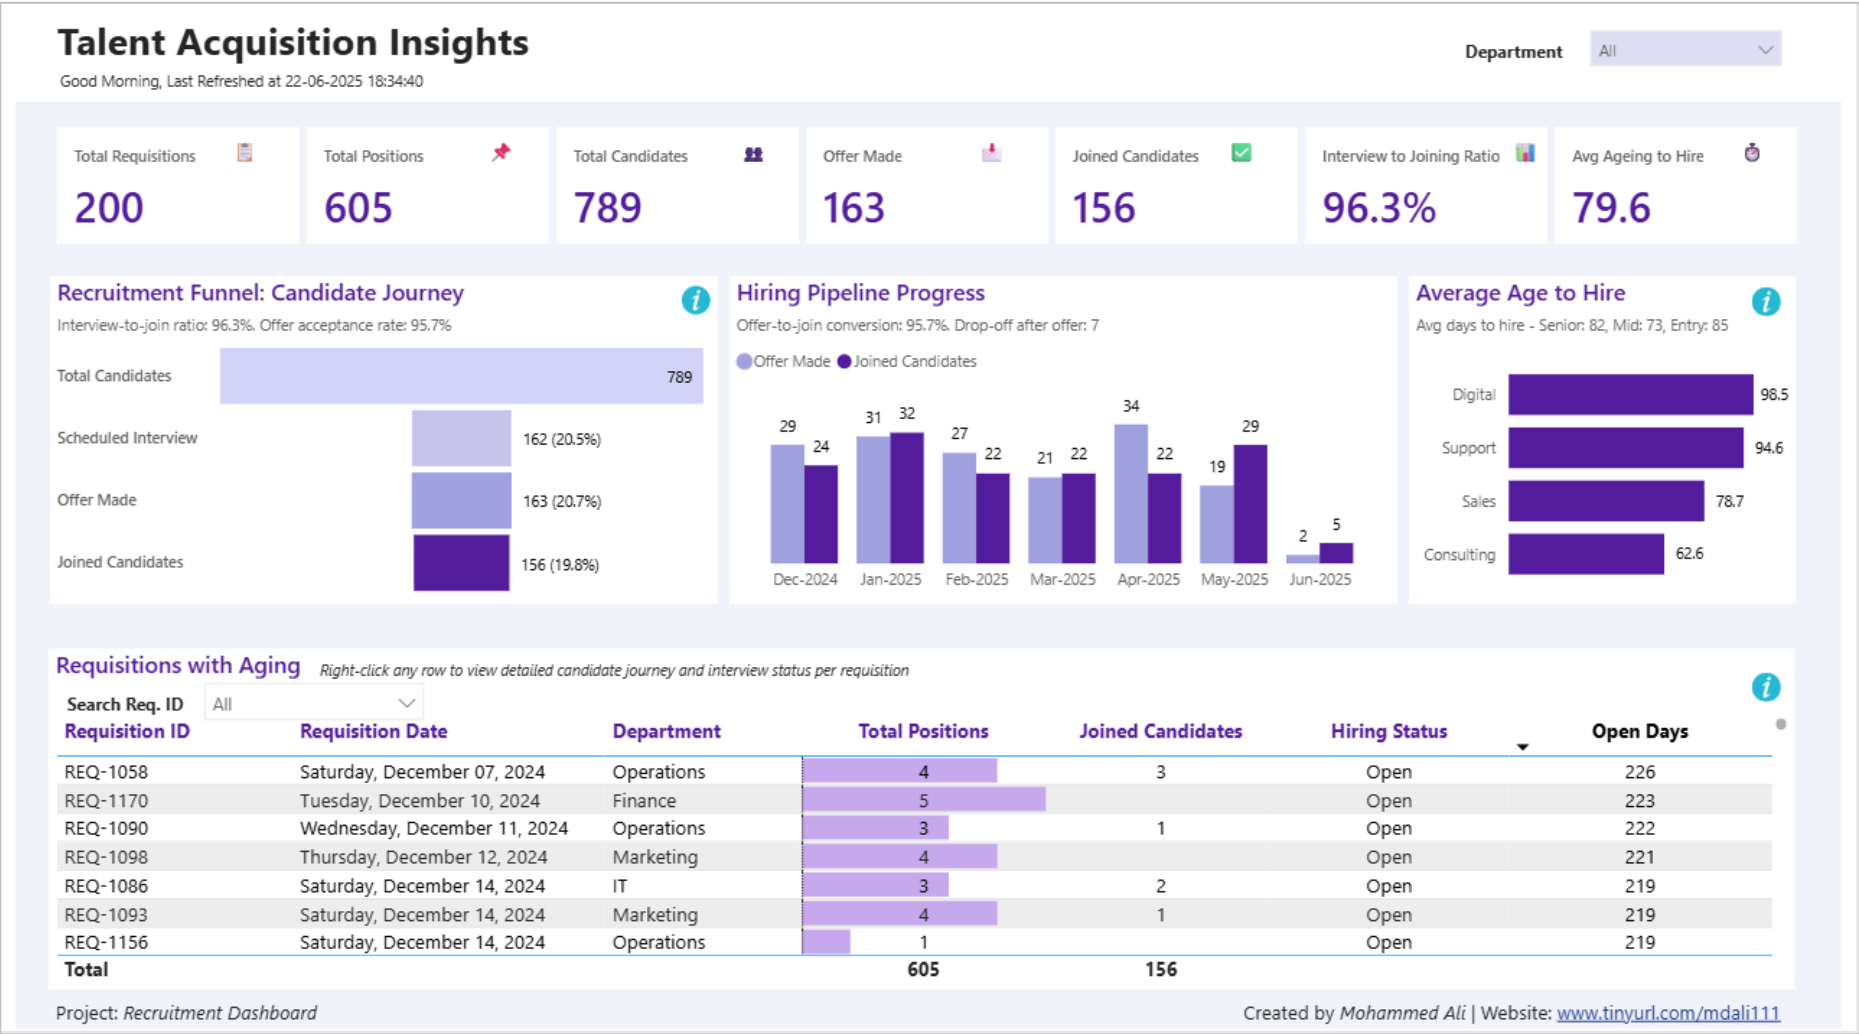 Talent Acquisition Insights
Good Morning, Last Refreshed at 22-06-2025 18:34:40
Department All
Total Requisitions
200
Total Positions
605
Total Candidates
789
Offer Made
163
Joined Candidates
156
Interview to Joining Ratio
96.3%
Avg Ageing to Hire
79.6
Recruitment Funnel: Candidate Journey
Interview-to-join ratio: 96.3%. Offer acceptance rate: 95.7%
Total Candidates 789
Scheduled Interview 162 (20.5%)
Offer Made 163 (20.7%)
Joined Candidates 156 (19.8%)
Hiring Pipeline Progress
Offer-to-join conversion: 95.7%. Drop-off after offer: 7
Offer Made Joined Candidates
29 24 31 32 27 22 21 22 34 22 19 29 2 5
Dec-2024 Jan-2025 Feb-2025 Mar-2025 Apr-2025 May-2025 Jun-2025
Average Age to Hire
Avg days to hire - Senior: 82, Mid: 73, Entry: 85
Digital 98.5
Support 94.6
Sales 78.7
Consulting 62.6
Requisitions with Aging Right-click any row to view detailed candidate journey and interview status per requisition
Search Req. ID All
Requisition ID Requisition Date Department Total Positions Joined Candidates Hiring Status Open Days
REQ-1058 Saturday, December 07, 2024 Operations 4 3 Open 226
REQ-1170 Tuesday, December 10, 2024 Finance 5 Open 223
REQ-1090 Wednesday, December 11, 2024 Operations 3 1 Open 222
REQ-1098 Thursday, December 12, 2024 Marketing 4 Open 221
REQ-1086 Saturday, December 14, 2024 IT 3 2 Open 219
REQ-1093 Saturday, December 14, 2024 Marketing 4 1 Open 219
REQ-1156 Saturday, December 14, 2024 Operations 1 Open 219
Total 605 156
Project: Recruitment Dashboard
Created by Mohammed Ali | Website: www.tinyurl.com/mdali111